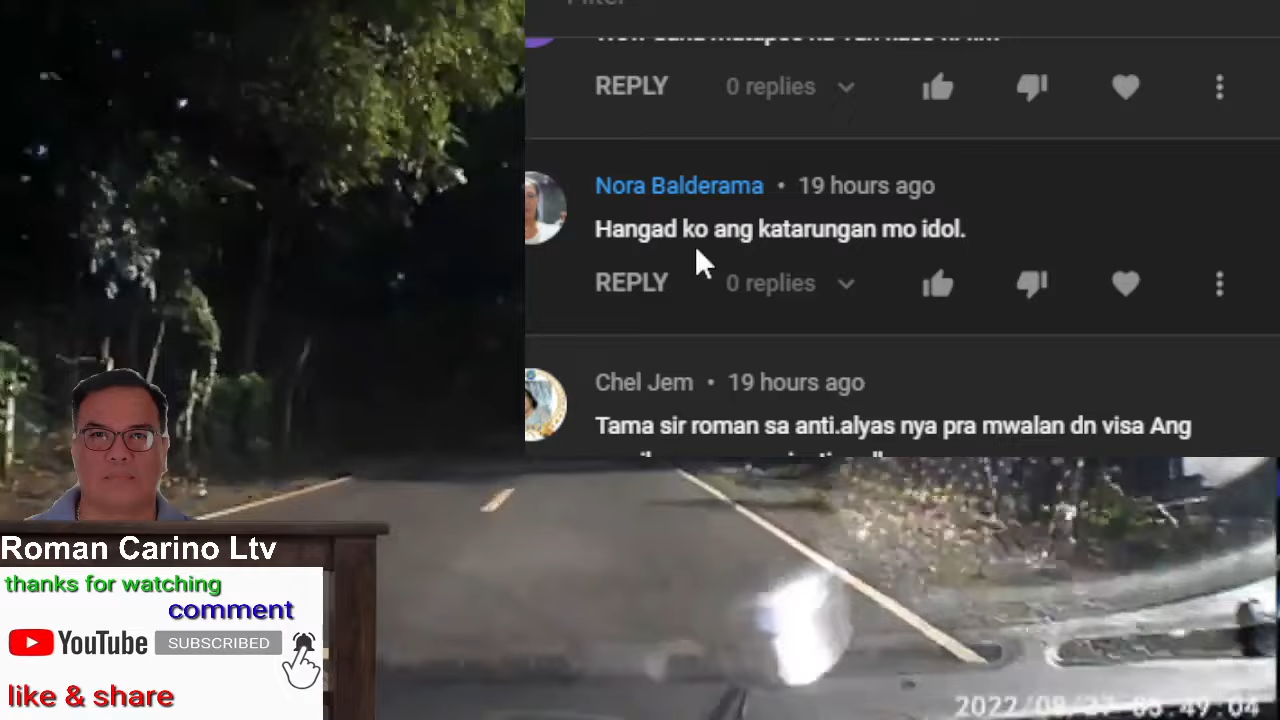 REPLY 0 replies
Nora Balderama • 19 hours ago
Hangad ko ang katarungan mo idol.
REPLY 0 replies
Chel Jem • 19 hours ago
Tama sir roman sa anti.alyas nya pra mwalan dn visa Ang
Roman Carino Ltv
thanks for watching
comment
YouTube SUBSCRIBED
like & share